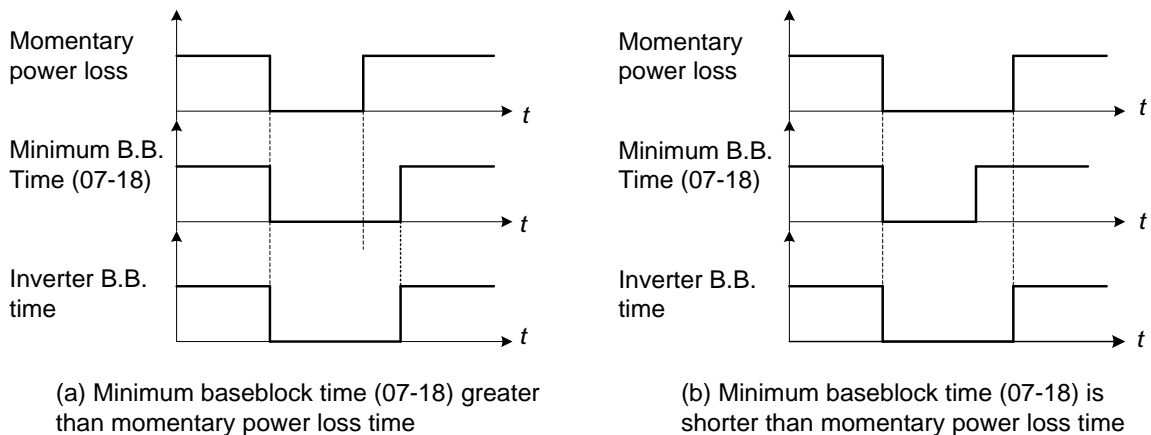 Momentary
power loss
t
Minimum B.B.
Time (07-18)
t
Inverter B.B.
time
t
(a) Minimum baseblock time (07-18) greater
than momentary power loss time
Momentary
power loss
t
Minimum B.B.
Time (07-18)
t
Inverter B.B.
time
t
(b) Minimum baseblock time (07-18) is
shorter than momentary power loss time